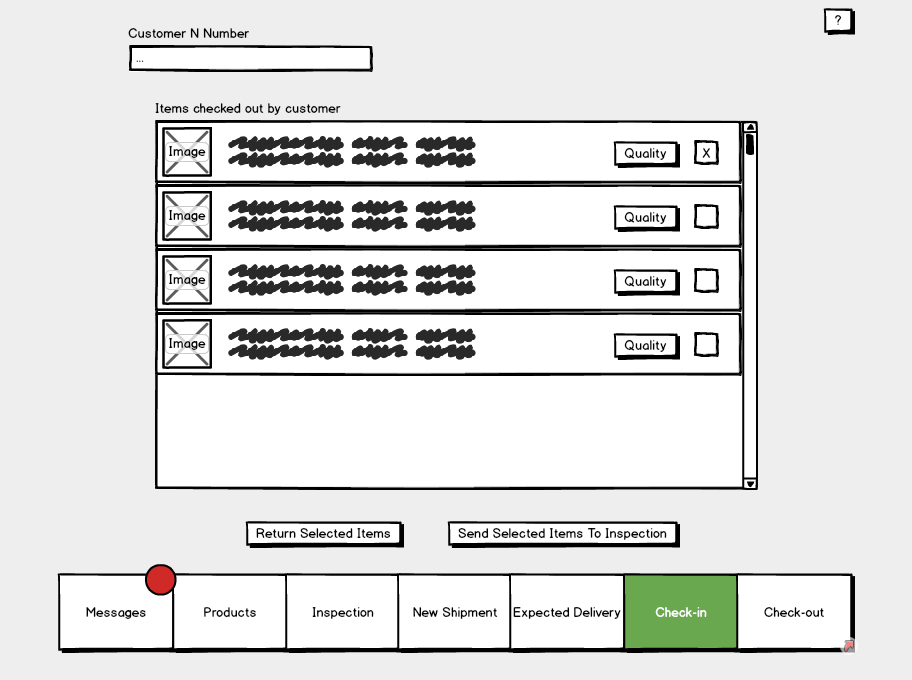 ?
Customer N Number
...
Items checked out by customer
Image
Quality
X
Image
Quality
Image
Quality
Image
Quality
Return Selected Items
Send Selected Items To Inspection
Messages
Products
Inspection
New Shipment
Expected Delivery
Check-in
Check-out